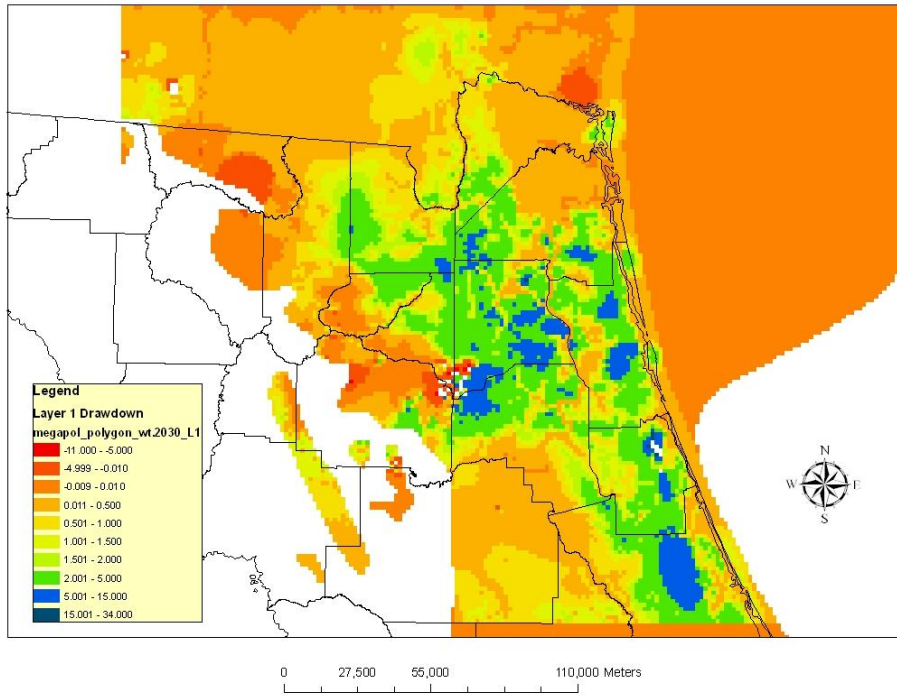 Legend
Layer 1 Drawdown
megapol_polygon_wt.2030_L1
-11.000 - -5.000
-4.999 - -0.010
-0.009 - -0.010
0.011 - 0.500
0.501 - 1.000
1.001 - 1.500
1.501 - 2.000
2.001 - 5.000
5.001 - 15.000
15.001 - 34.000
N
W E
S
0 27,500 55,000 110,000 Meters